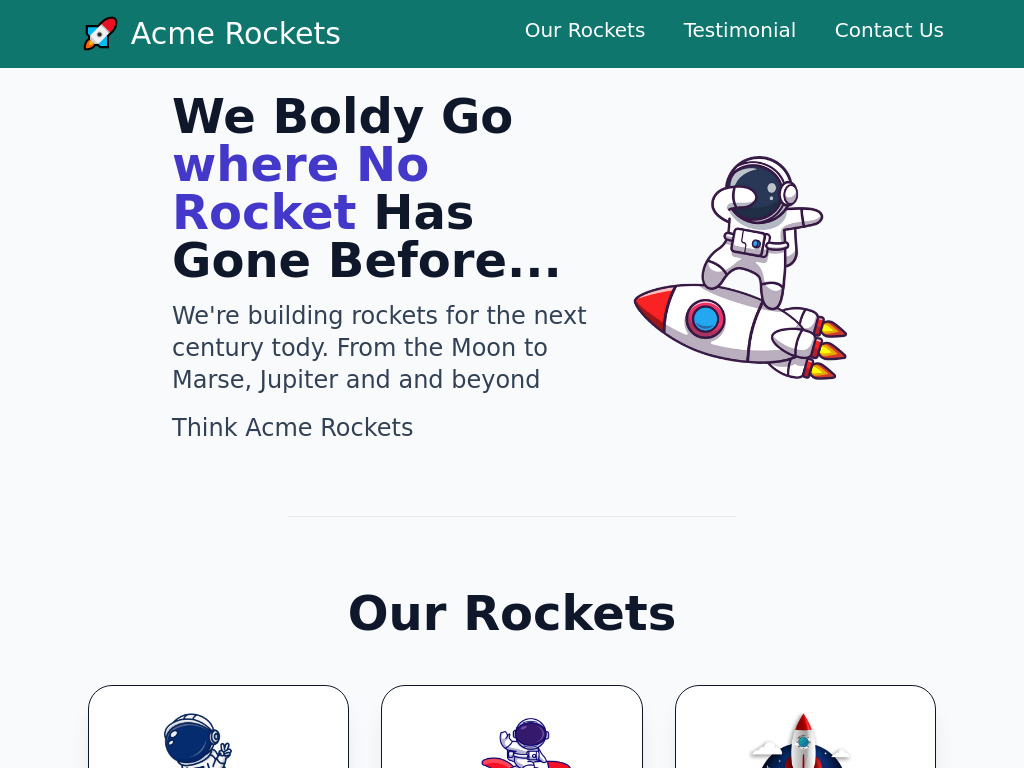 Acme Rockets
Our Rockets
Testimonial
Contact Us
We Boldy Go
where No
Rocket Has
Gone Before...
We're building rockets for the next
century tody. From the Moon to
Marse, Jupiter and and beyond
Think Acme Rockets
Our Rockets